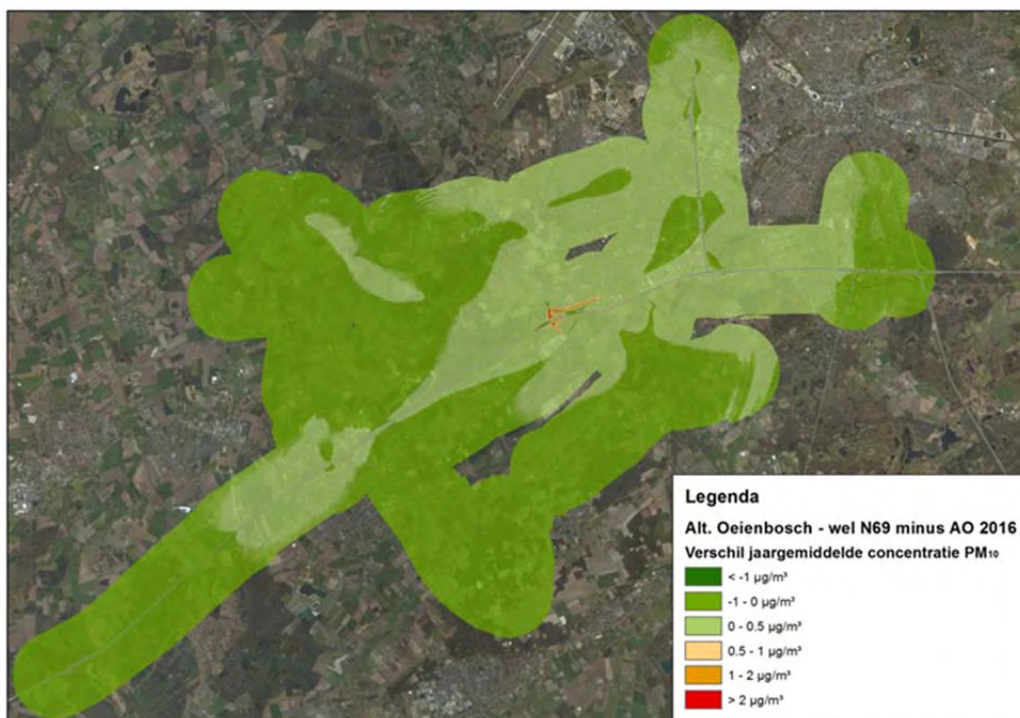 Legenda
Alt. Oeienbosch - wel N69 minus AO 2016
Verschil jaargemiddelde concentratie PM₁₀
< -1 µg/m³
-1 - 0 µg/m³
0 - 0.5 µg/m³
0.5 - 1 µg/m³
1 - 2 µg/m³
> 2 µg/m³